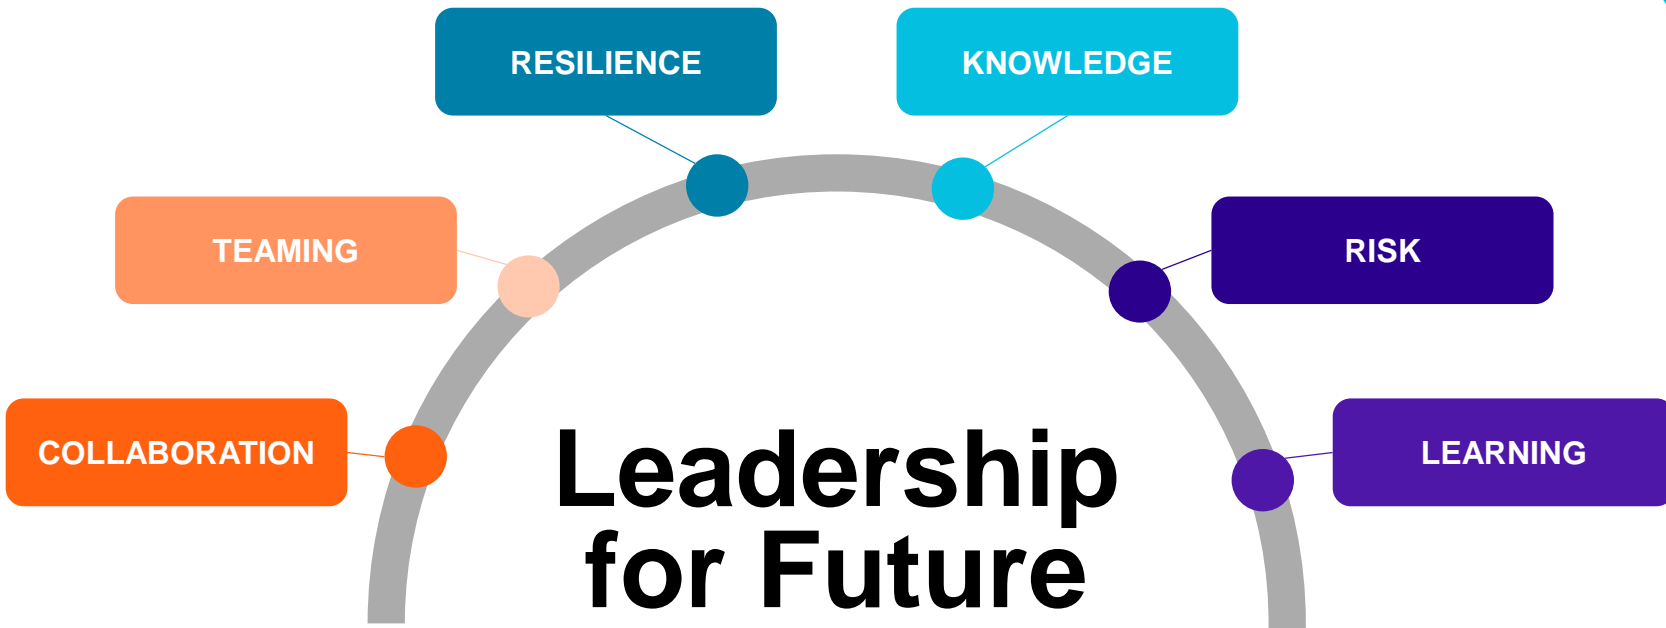 RESILIENCE
KNOWLEDGE
TEAMING
RISK
COLLABORATION
LEARNING
Leadership
for Future